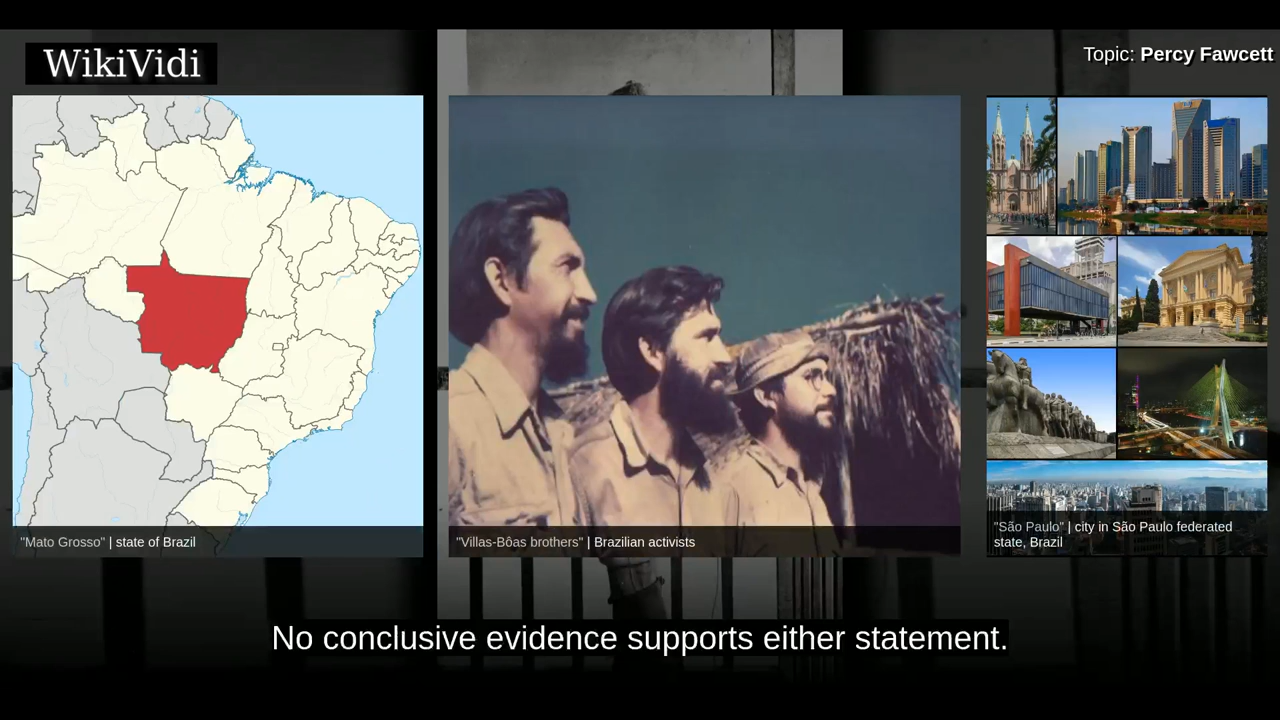 WikiVidi
Topic: Percy Fawcett
"Mato Grosso" | state of Brazil
"Villas-Bôas brothers" | Brazilian activists
"São Paulo" | city in São Paulo federated
state, Brazil
No conclusive evidence supports either statement.